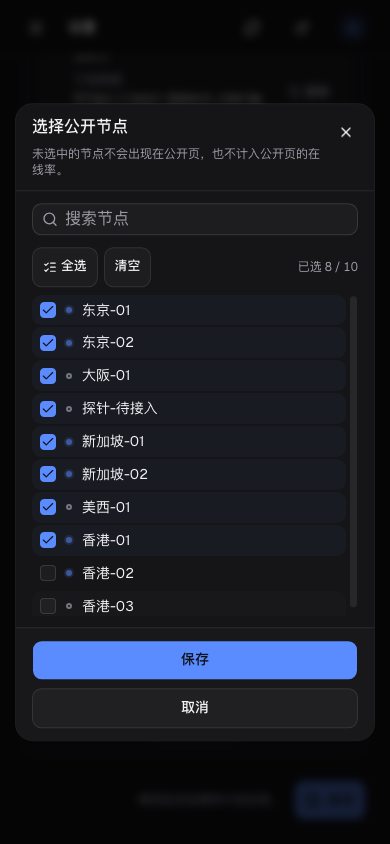 选择公开节点
未选中的节点不会出现在公开页，也不计入公开页的在
线率。
搜索节点
全选 清空 已选 8 / 10
东京-01
东京-02
大阪-01
探针-待接入
新加坡-01
新加坡-02
美西-01
香港-01
香港-02
香港-03
保存
取消